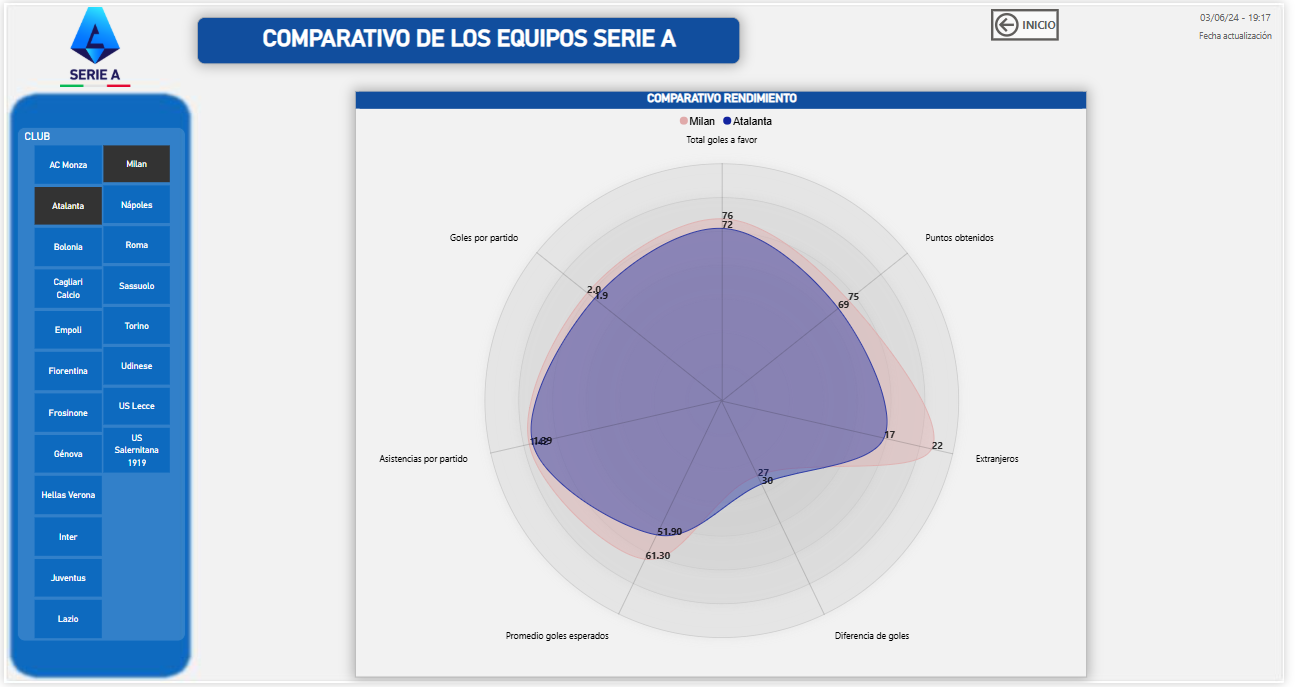 SERIE A
COMPARATIVO DE LOS EQUIPOS SERIE A
INICIO
03/06/24 - 19:17
Fecha actualización
CLUB
AC Monza
Milan
Atalanta
Nápoles
Bolonia
Roma
Cagliari
Calcio
Sassuolo
Empoli
Torino
Fiorentina
Udinese
Frosinone
US Lecce
Génova
US
Salernitana
1919
Hellas Verona
Inter
Juventus
Lazio
COMPARATIVO RENDIMIENTO
Milan Atalanta
Total goles a favor
76
72
Goles por partido
Puntos obtenidos
2.0
1.9
75
69
17
22
Asistencias por partido
Extranjeros
27
30
51.90
61.30
Promedio goles esperados
Diferencia de goles